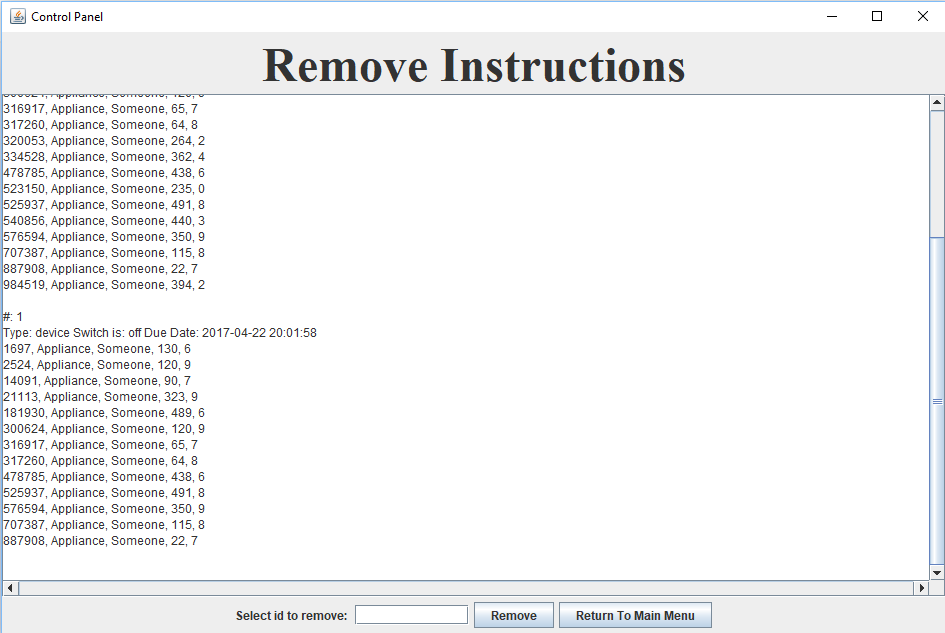 Control Panel
Remove Instructions
316917, Appliance, Someone, 65, 7
317260, Appliance, Someone, 64, 8
320053, Appliance, Someone, 264, 2
334528, Appliance, Someone, 362, 4
478785, Appliance, Someone, 438, 6
523150, Appliance, Someone, 235, 0
525937, Appliance, Someone, 491, 8
540856, Appliance, Someone, 440, 3
576594, Appliance, Someone, 350, 9
707387, Appliance, Someone, 115, 8
887908, Appliance, Someone, 22, 7
984519, Appliance, Someone, 394, 2
#: 1
Type: device Switch is: off Due Date: 2017-04-22 20:01:58
1697, Appliance, Someone, 130, 6
2524, Appliance, Someone, 120, 9
14091, Appliance, Someone, 90, 7
21113, Appliance, Someone, 323, 9
181930, Appliance, Someone, 489, 6
300624, Appliance, Someone, 120, 9
316917, Appliance, Someone, 65, 7
317260, Appliance, Someone, 64, 8
478785, Appliance, Someone, 438, 6
525937, Appliance, Someone, 491, 8
576594, Appliance, Someone, 350, 9
707387, Appliance, Someone, 115, 8
887908, Appliance, Someone, 22, 7
Select id to remove: Remove Return To Main Menu